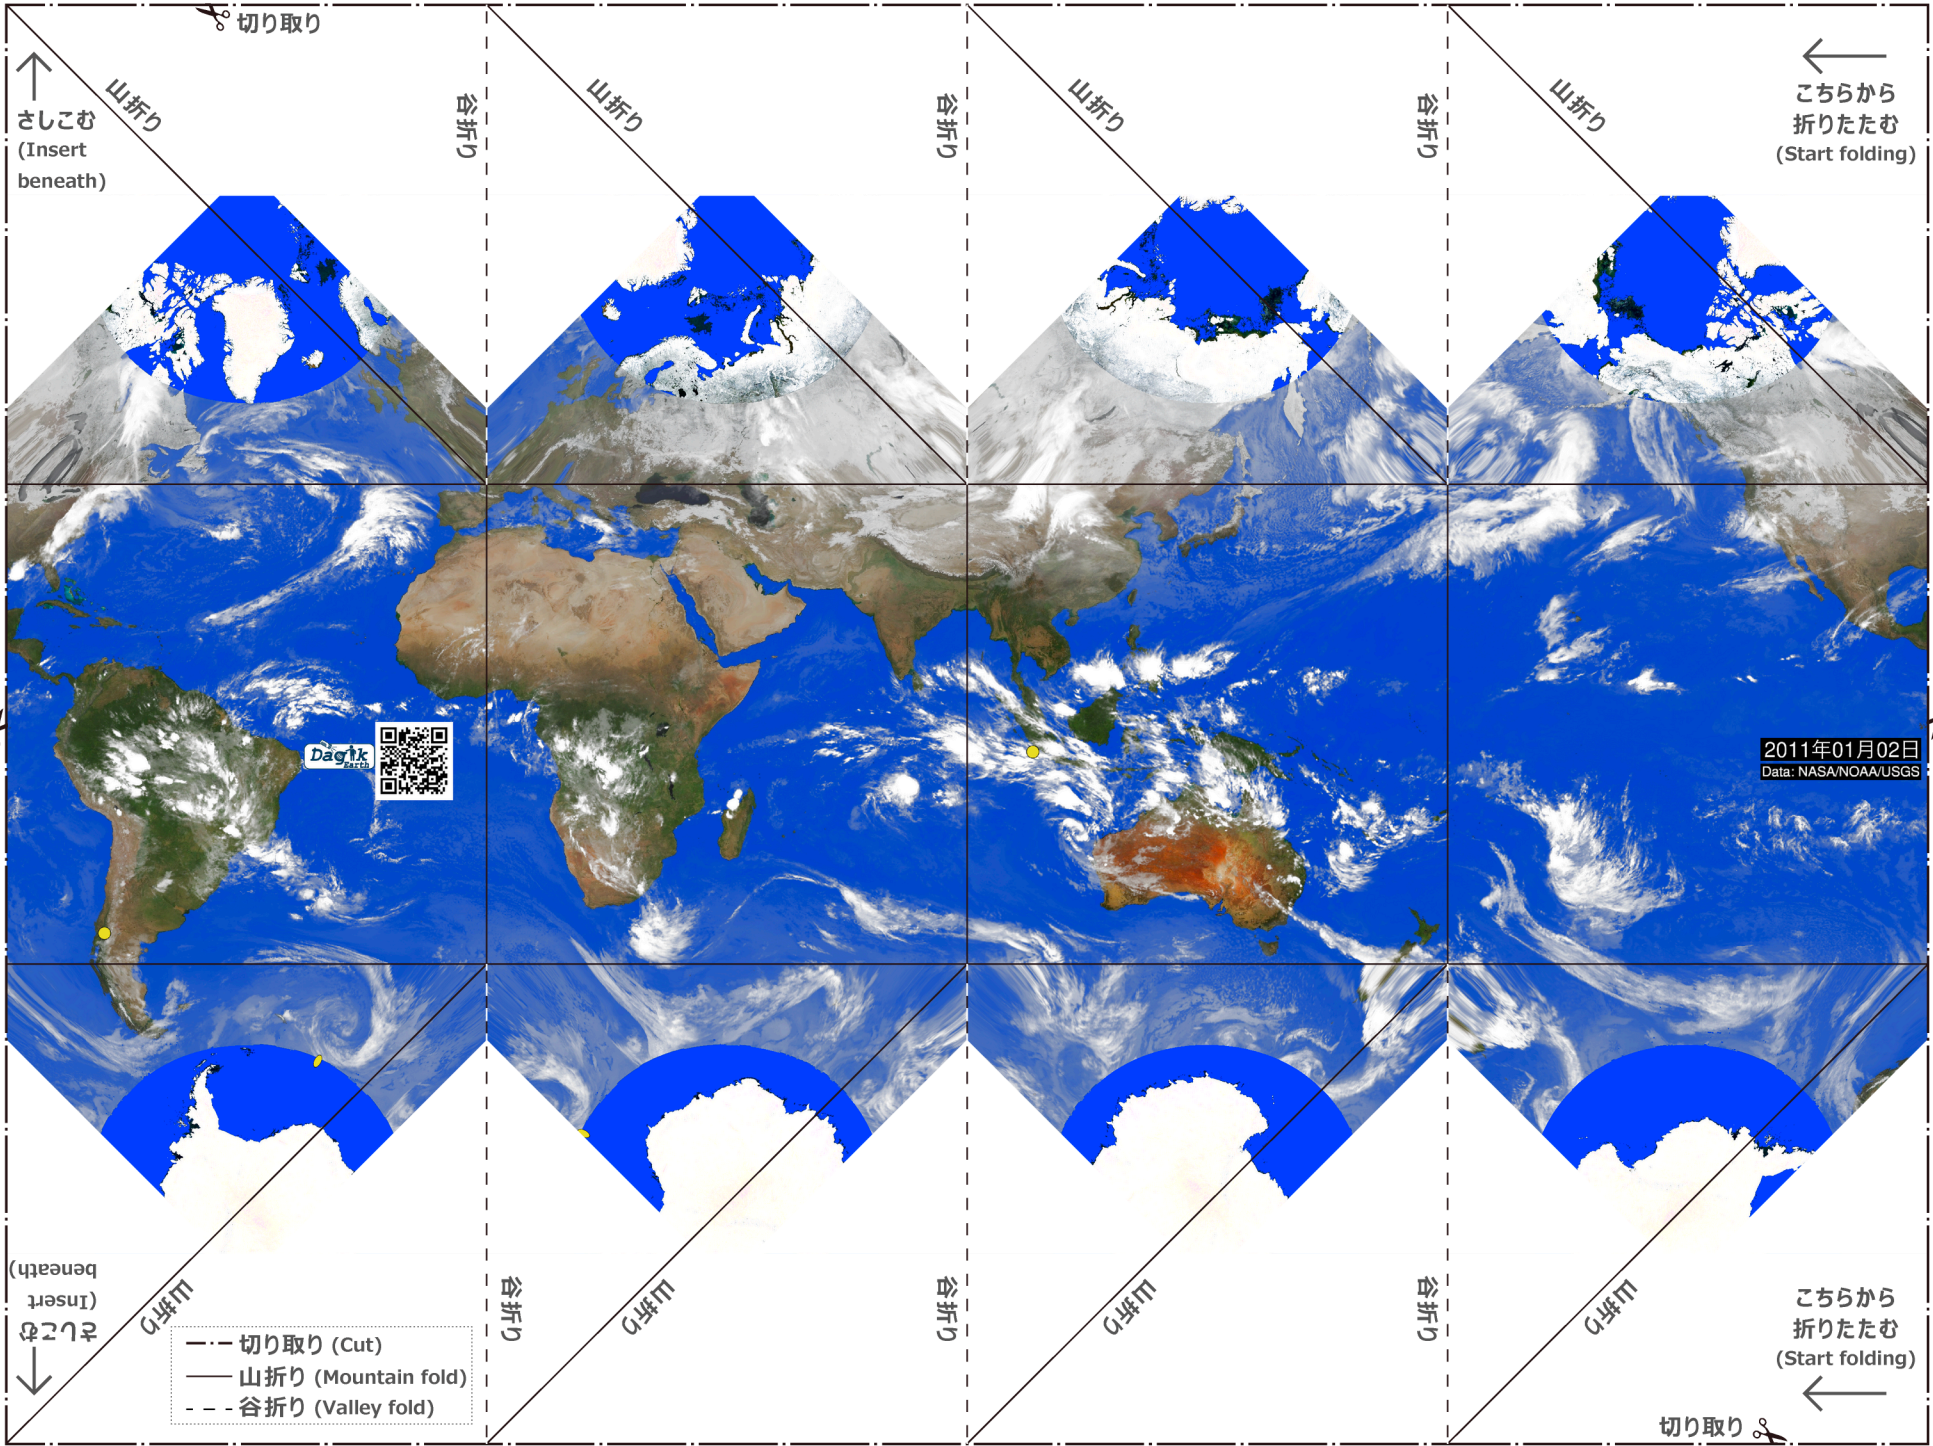 切り取り
さしこむ
(Insert
beneath)
山折り
谷折り
山折り
谷折り
山折り
谷折り
山折り
こちらから
折りたたむ
(Start folding)
Dagik
Earth
2011年01月02日
Data: NASA/NOAA/USGS
さしこむ
(Insert
beneath)
山折り
谷折り
山折り
谷折り
山折り
谷折り
山折り
こちらから
折りたたむ
(Start folding)
切り取り (Cut)
山折り (Mountain fold)
谷折り (Valley fold)
切り取り